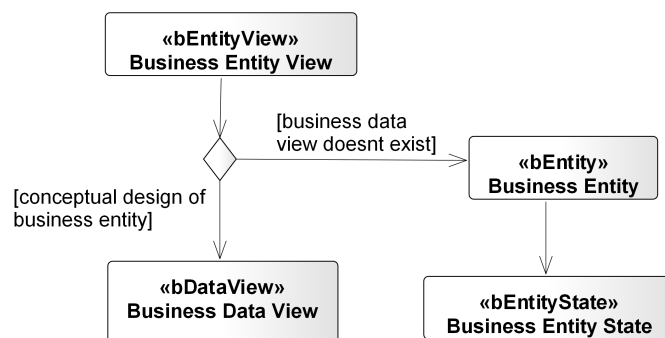 «bEntityView»
Business Entity View
[business data
view doesnt exist]
«bEntity»
Business Entity
[conceptual design of
business entity]
«bDataView»
Business Data View
«bEntityState»
Business Entity State